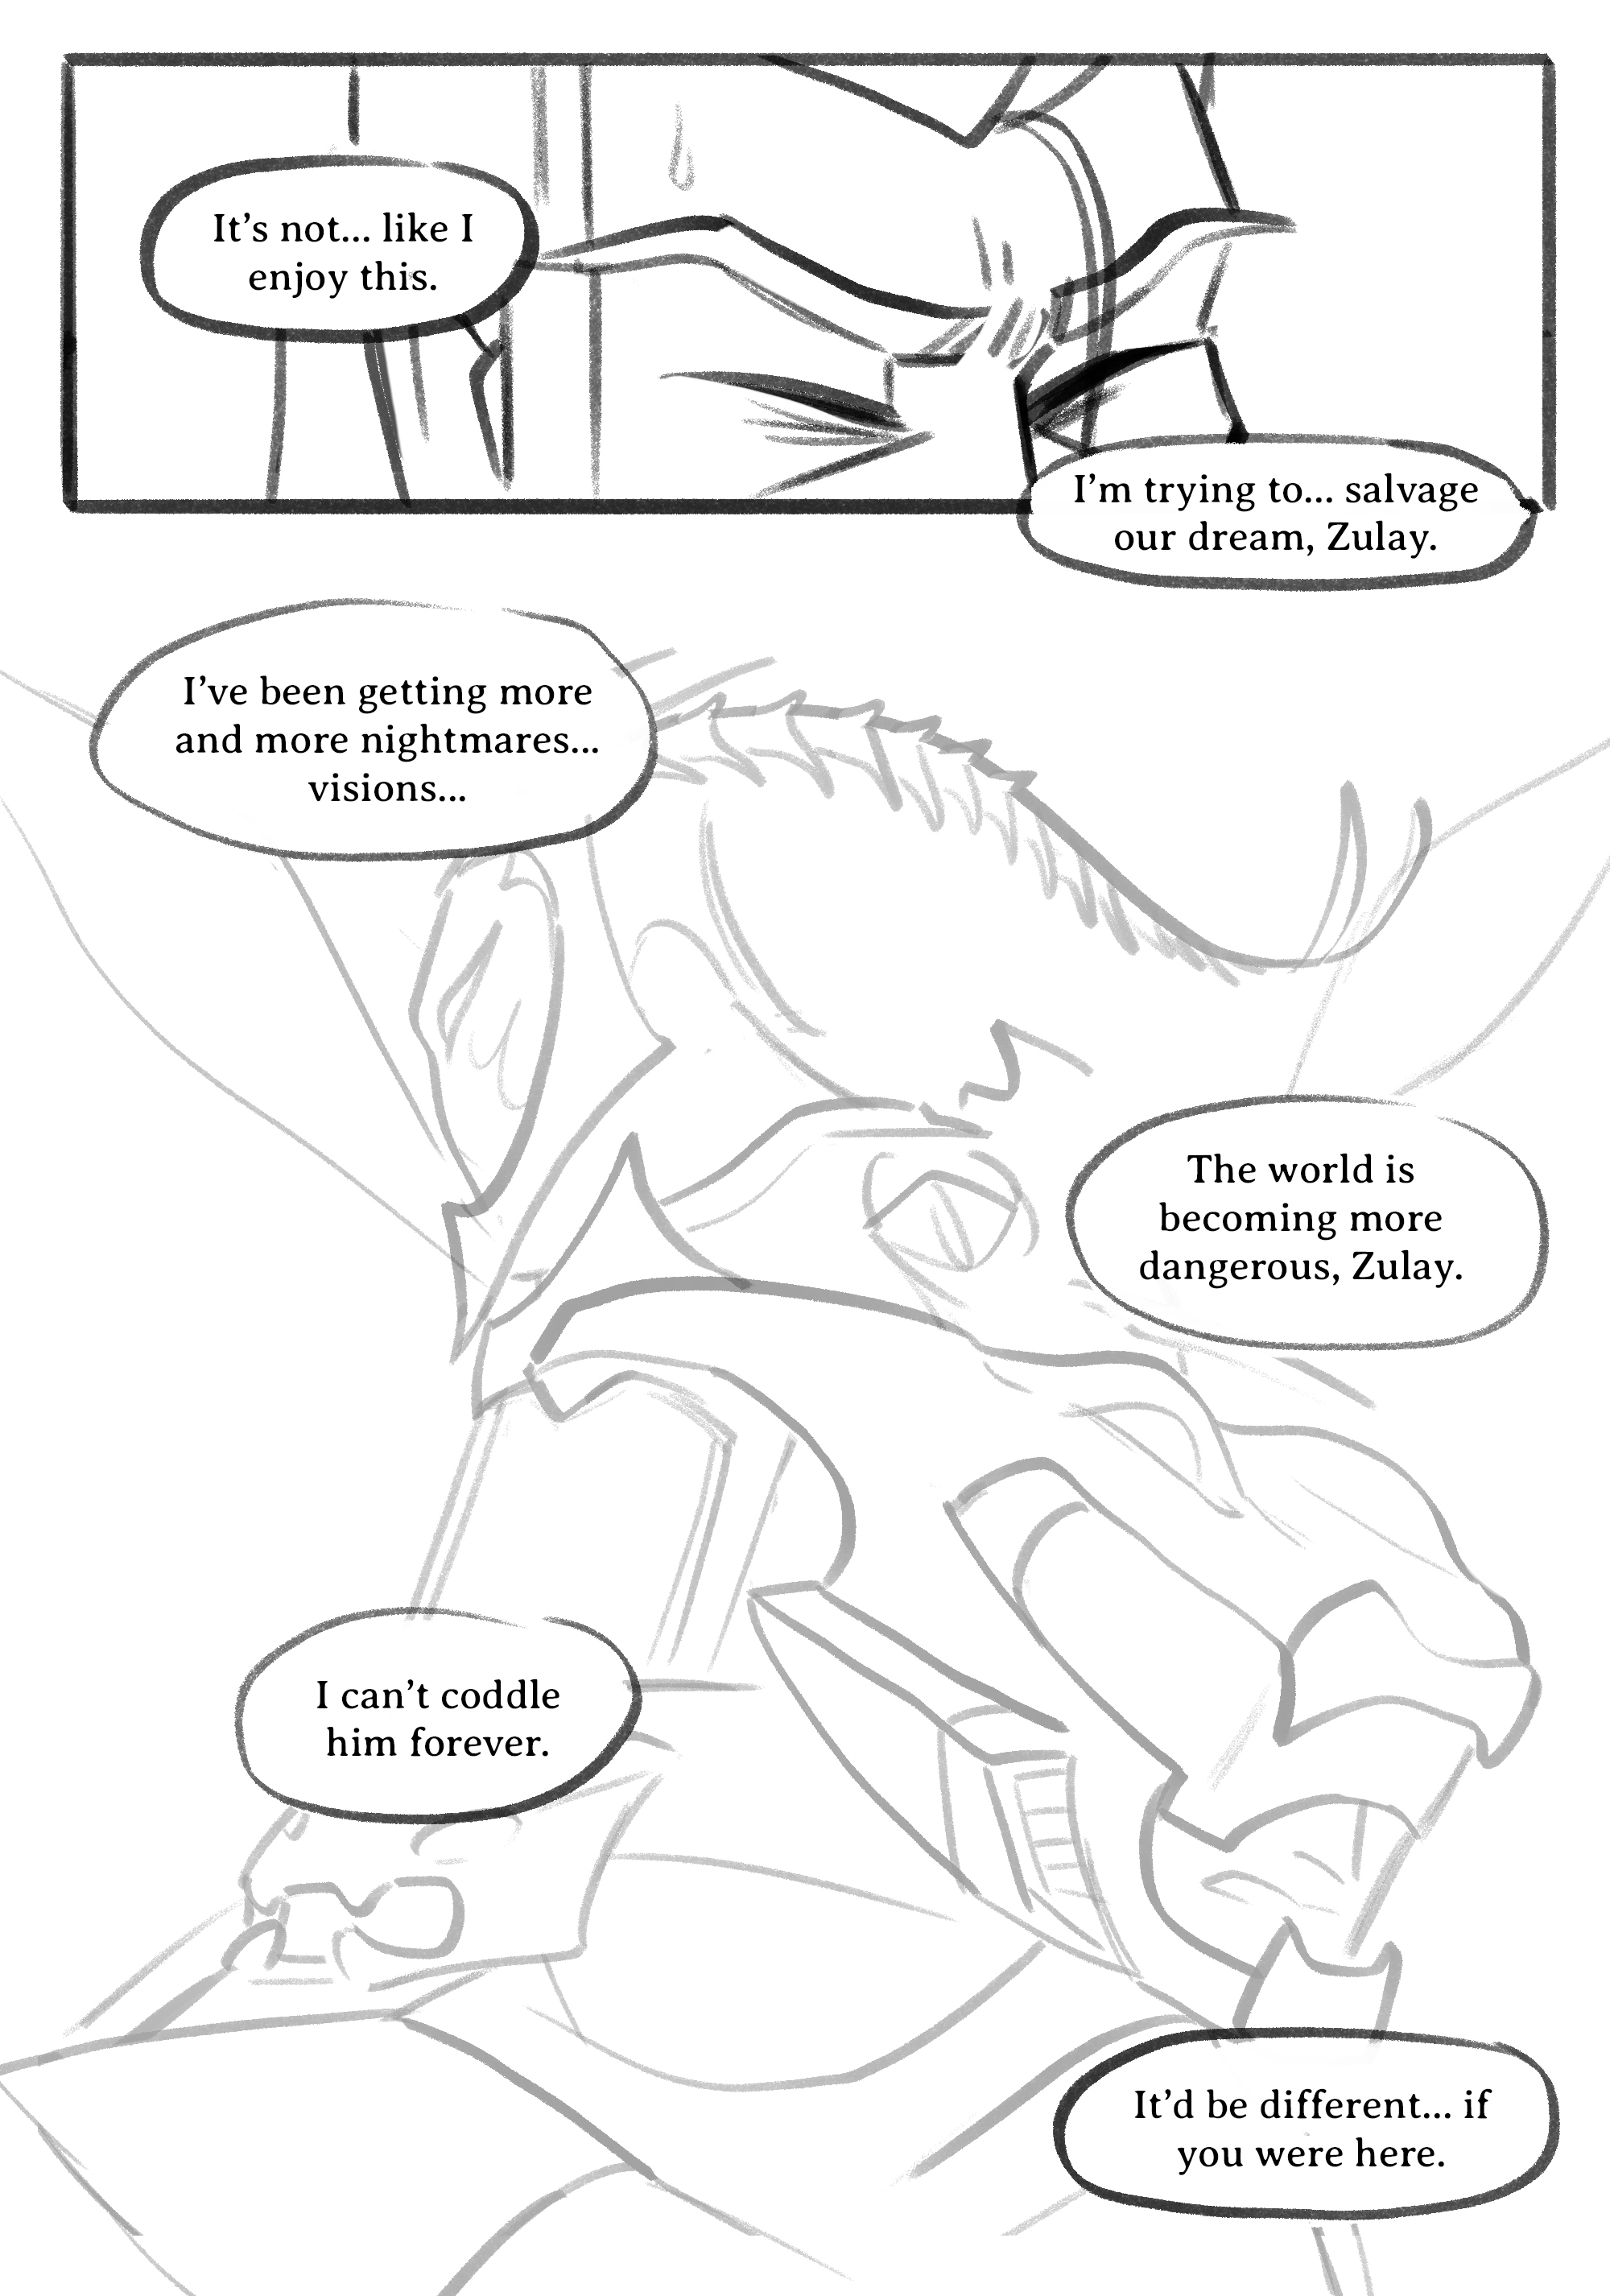 It’s not... like I
enjoy this.
I’m trying to... salvage
our dream, Zulay.
I’ve been getting more
and more nightmares...
visions...
The world is
becoming more
dangerous, Zulay.
I can’t coddle
him forever.
It’d be different... if
you were here.